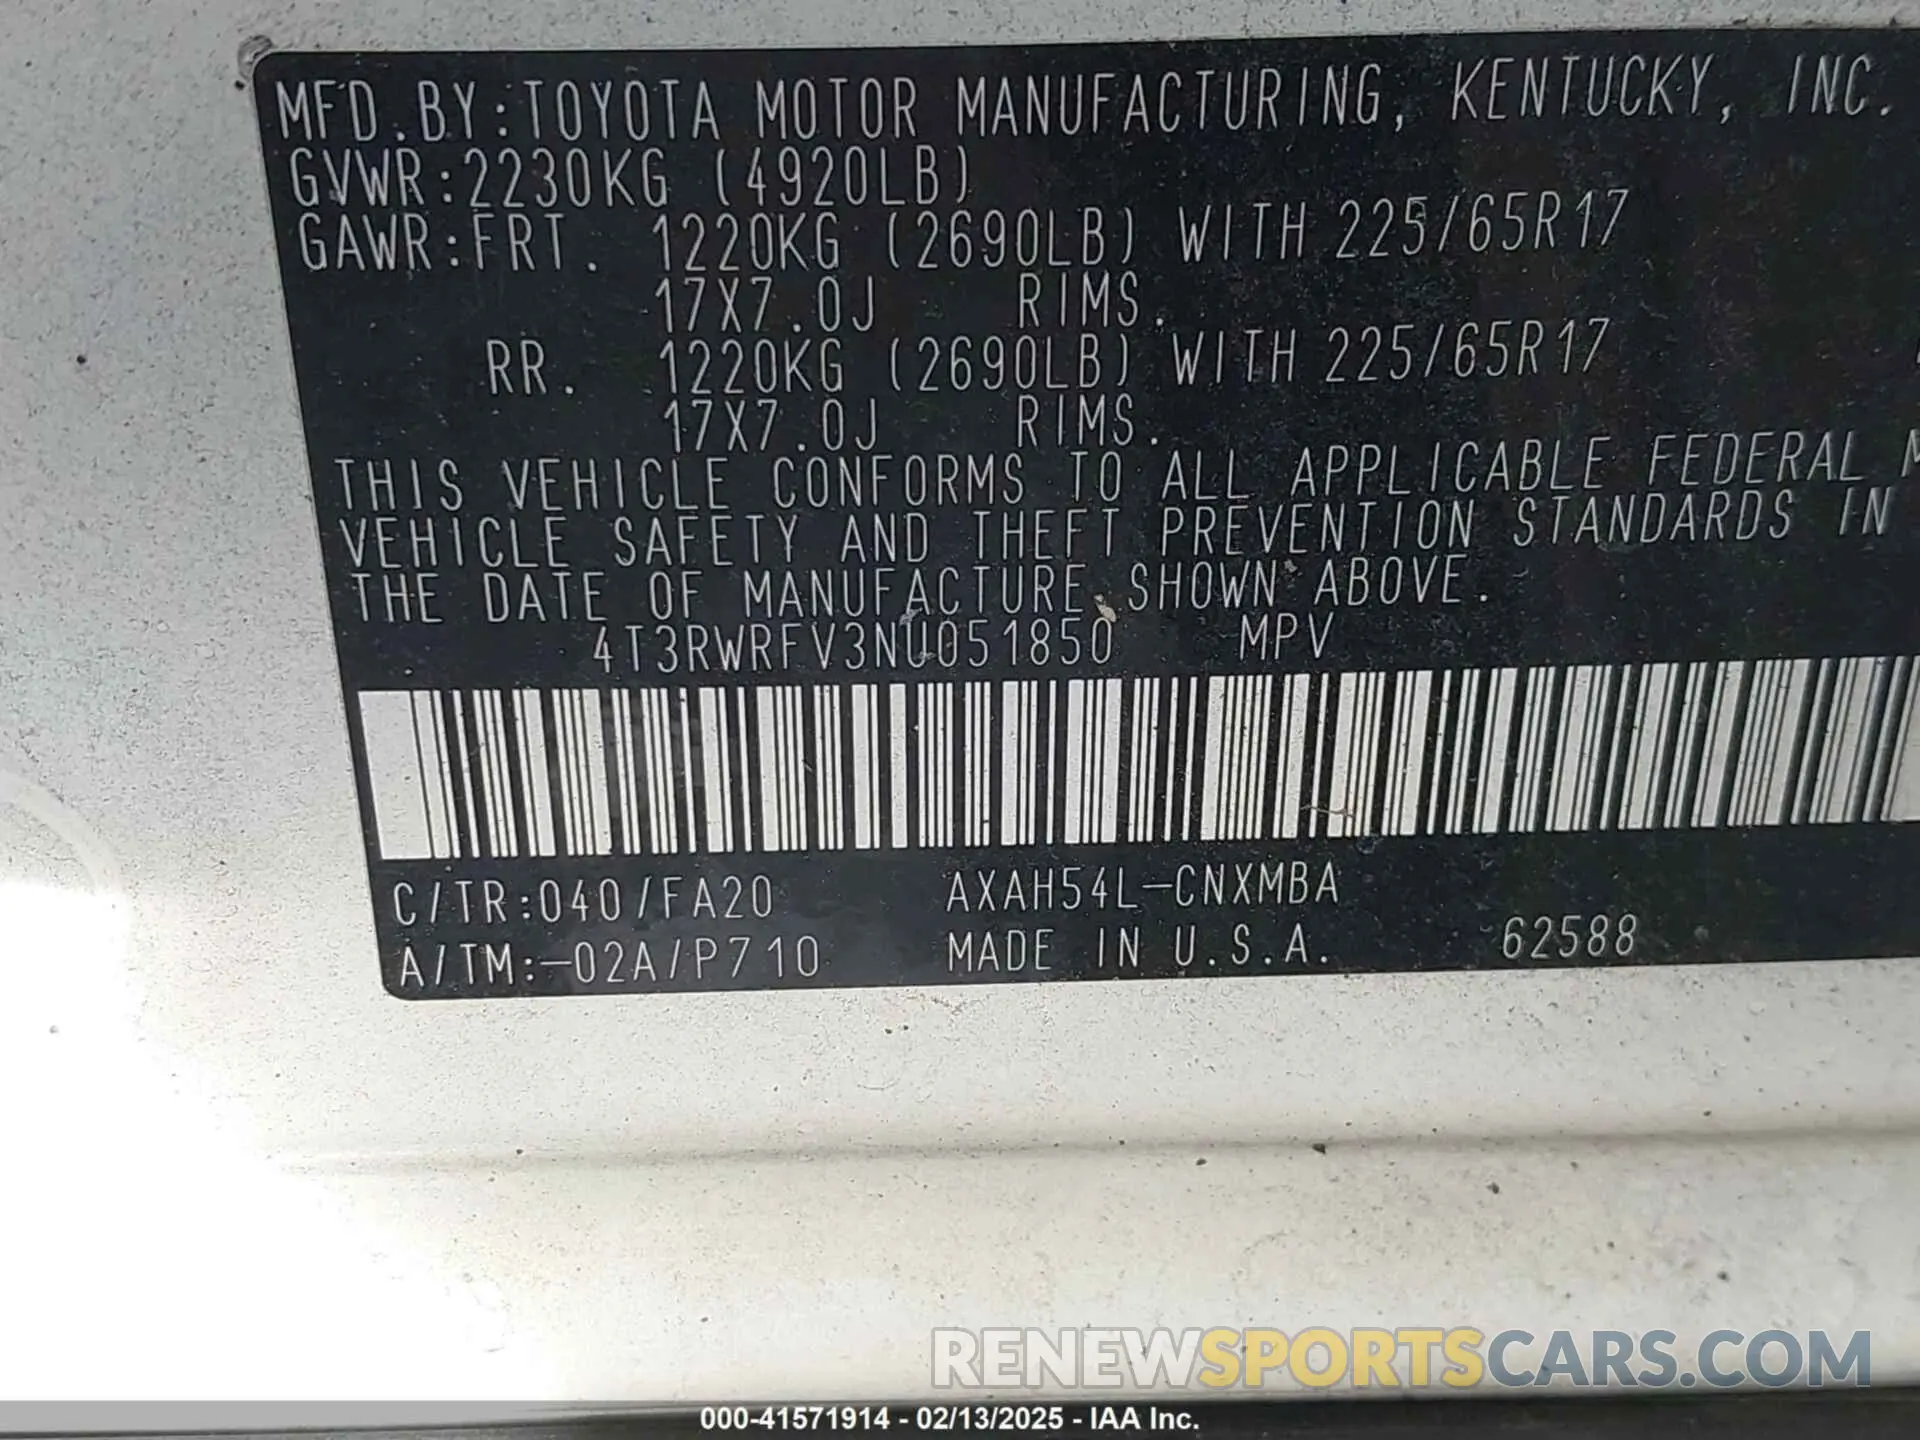 MFD.BY:TOYOTA MOTOR MANUFACTURING, KENTUCKY, INC.
GVWR:2230KG (4920LB)
GAWR:FRT. 1220KG (2690LB) WITH 225/65R17
17X7.0J RIMS.
RR. 1220KG (2690LB) WITH 225/65R17
17X7.0J RIMS.
THIS VEHICLE CONFORMS TO ALL APPLICABLE FEDERAL
VEHICLE SAFETY AND THEFT PREVENTION STANDARDS IN
THE DATE OF MANUFACTURE SHOWN ABOVE.
4T3RWRFV3NU051850 MPV
C/TR:040/FA20 AXAH54L-CNXMBA
A/TM:-02A/P710 MADE IN U.S.A. 62588
RENEWSPORTSCARS.COM
000-41571914 - 02/13/2025 - IAA Inc.